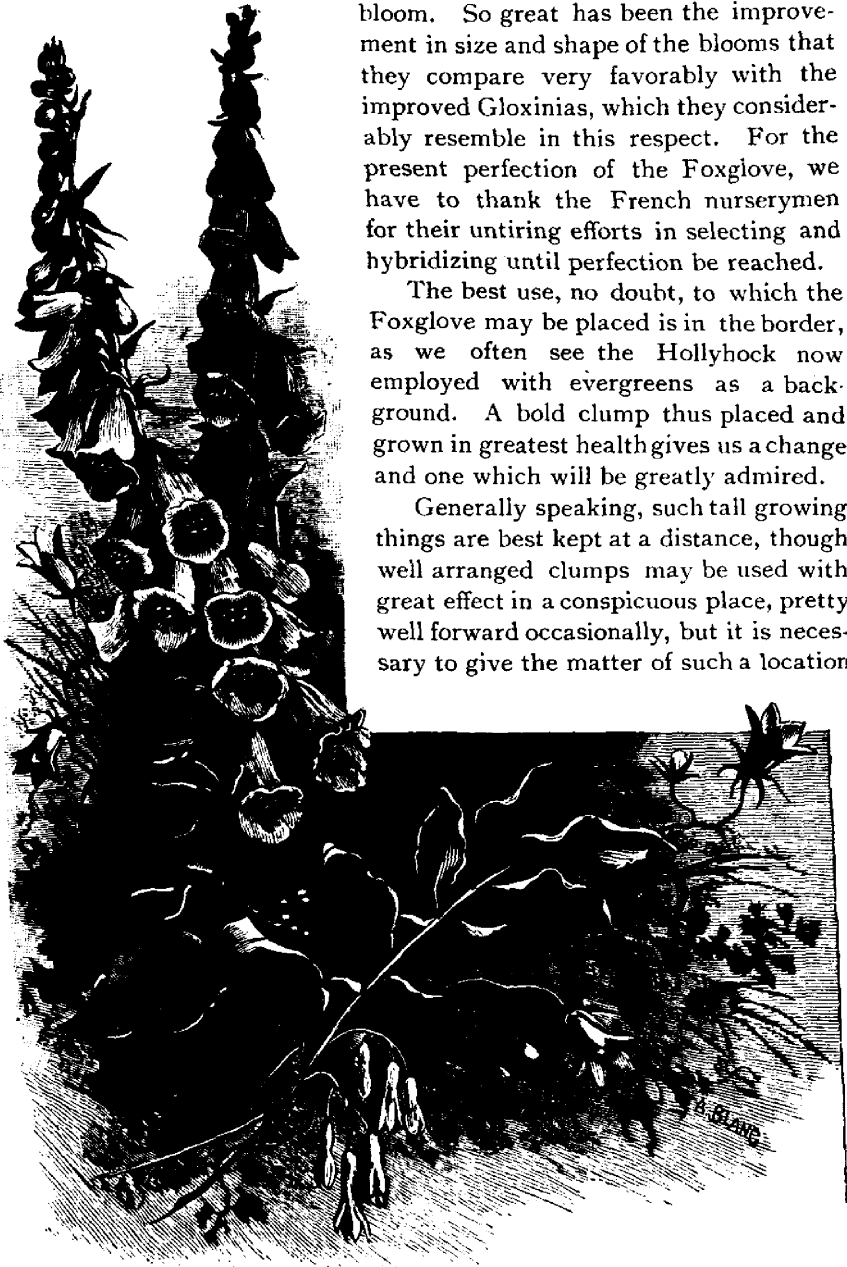 bloom. So great has been the improve-
ment in size and shape of the blooms that
they compare very favorably with the
improved Gloxinias, which they consider-
ably resemble in this respect. For the
present perfection of the Foxglove, we
have to thank the French nurserymen
for their untiring efforts in selecting and
hybridizing until perfection be reached.
The best use, no doubt, to which the
Foxglove may be placed is in the border,
as we often see the Hollyhock now
employed with evergreens as a back-
ground. A bold clump thus placed and
grown in greatest health gives us a change
and one which will be greatly admired.
Generally speaking, such tall growing
things are best kept at a distance, though
well arranged clumps may be used with
great effect in a conspicuous place, pretty
well forward occasionally, but it is neces-
sary to give the matter of such a location
A. BLANC